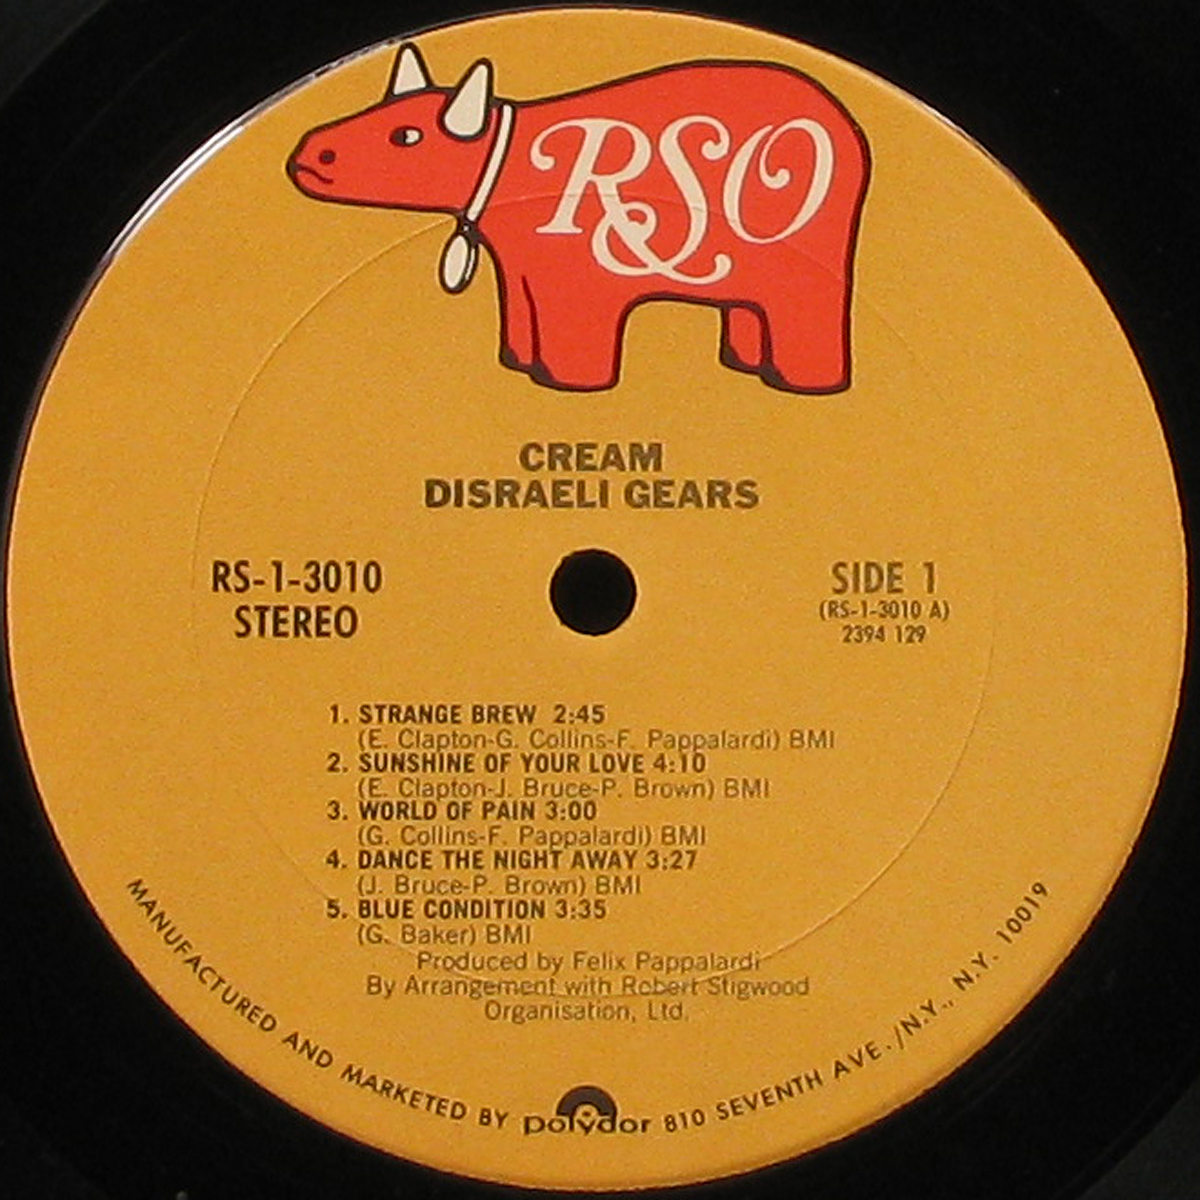 RSO
CREAM
DISRAELI GEARS
RS-1-3010
STEREO
SIDE 1
(RS-1-3010 A)
2394 129
1. STRANGE BREW 2:45
(E. Clapton-G. Collins-F. Pappalardi) BMI
2. SUNSHINE OF YOUR LOVE 4:10
(E. Clapton-J. Bruce-P. Brown) BMI
3. WORLD OF PAIN 3:00
(G. Collins-F. Pappalardi) BMI
4. DANCE THE NIGHT AWAY 3:27
(J. Bruce-P. Brown) BMI
5. BLUE CONDITION 3:35
(G. Baker) BMI
Produced by Felix Pappalardi
By Arrangement with Robert Stigwood
Organisation, Ltd.
MANUFACTURED AND MARKETED BY polydor 810 SEVENTH AVE./N.Y., N.Y. 10019